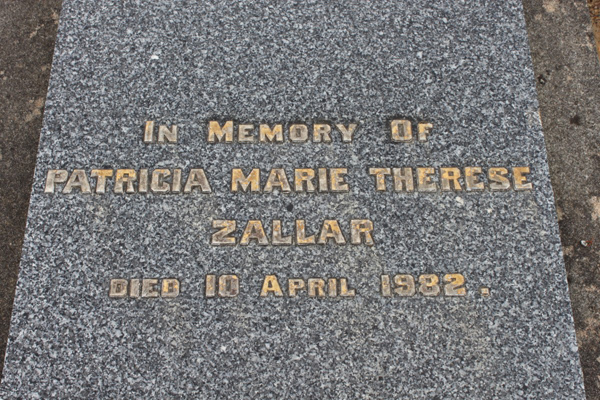 In Memory Of
PATRICIA MARIE THERESE
ZALLAR
DIED 10 APRIL 1982.